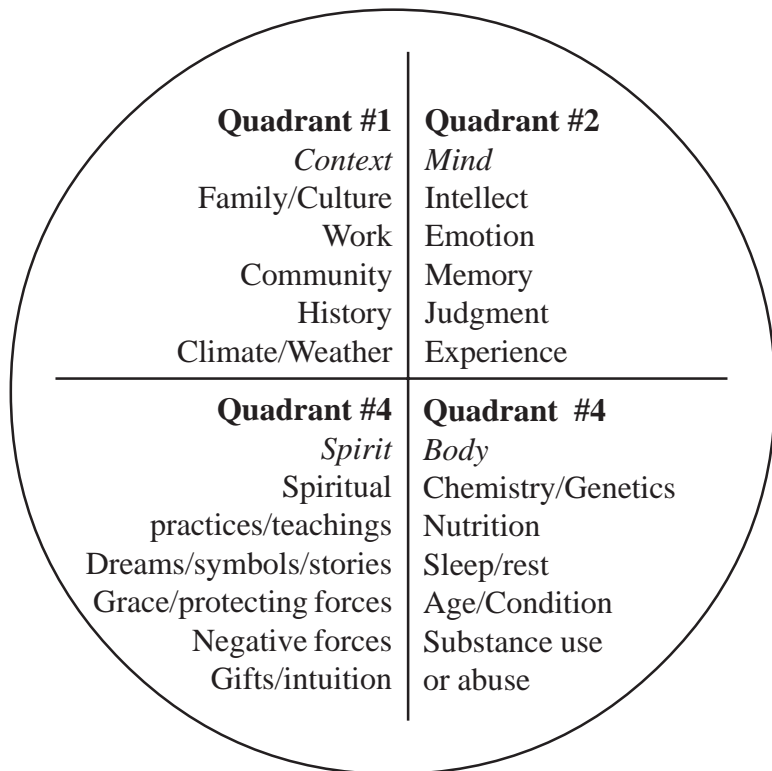 Quadrant #1
Context
Family/Culture
Work
Community
History
Climate/Weather
Quadrant #2
Mind
Intellect
Emotion
Memory
Judgment
Experience
Quadrant #4
Spirit
Spiritual
practices/teachings
Dreams/symbols/stories
Grace/protecting forces
Negative forces
Gifts/intuition
Quadrant #4
Body
Chemistry/Genetics
Nutrition
Sleep/rest
Age/Condition
Substance use
or abuse